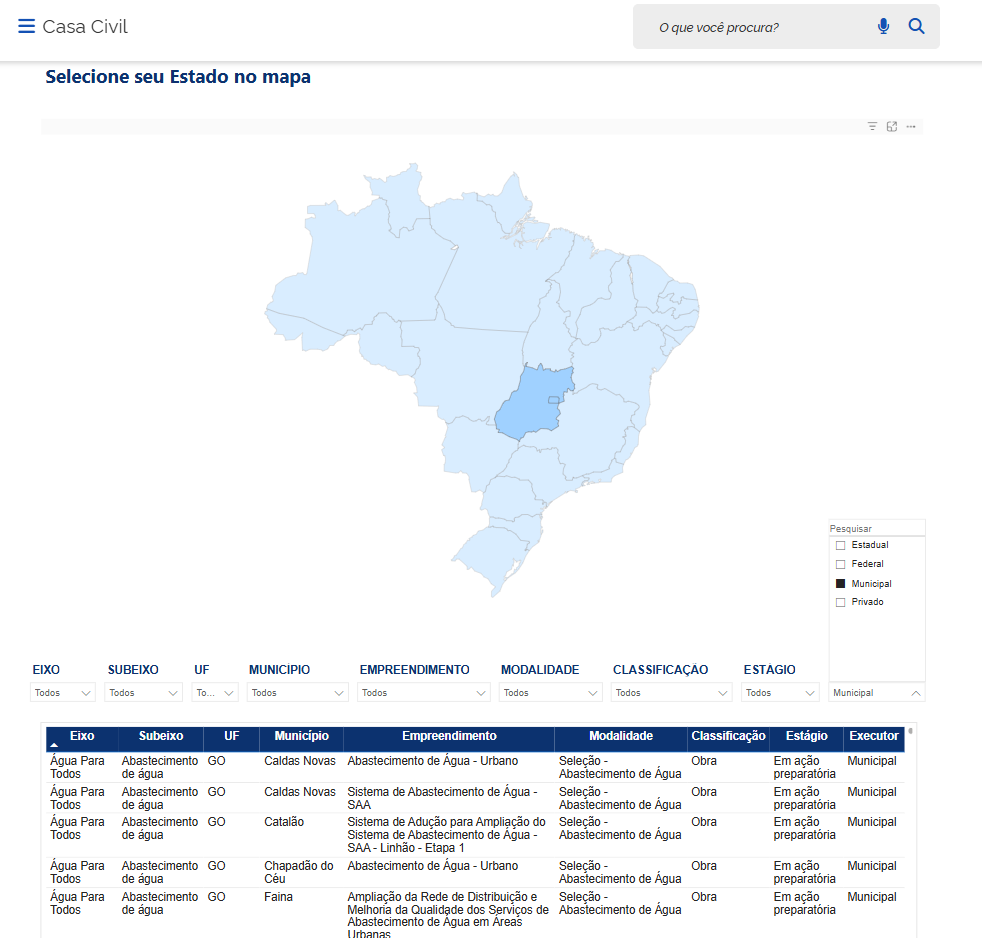 Casa Civil
O que você procura?
Selecione seu Estado no mapa
Pesquisar
Estadual
Federal
Municipal
Privado
EIXO SUBEIXO UF MUNICÍPIO EMPREENDIMENTO MODALIDADE CLASSIFICAÇÃO ESTÁGIO
Todos Todos To... Todos Todos Todos Todos Todos Municipal
Eixo Subeixo UF Município Empreendimento Modalidade Classificação Estágio Executor
Água Para Abastecimento GO Caldas Novas Abastecimento de Água - Urbano Seleção - Obra Em ação Municipal
Todos de água Abastecimento de Água preparatória
Água Para Abastecimento GO Caldas Novas Sistema de Abastecimento de Água - Seleção - Obra Em ação Municipal
Todos de água SAA Abastecimento de Água preparatória
Água Para Abastecimento GO Catalão Sistema de Adução para Ampliação do Seleção - Obra Em ação Municipal
Todos de água Sistema de Abastecimento de Água - Abastecimento de Água preparatória
SAA - Linhão - Etapa 1
Água Para Abastecimento GO Chapadão do Abastecimento de Água - Urbano Seleção - Obra Em ação Municipal
Todos de água Céu Abastecimento de Água preparatória
Água Para Abastecimento GO Faina Ampliação da Rede de Distribuição e Seleção - Obra Em ação Municipal
Todos de água Melhoria da Qualidade dos Serviços de Abastecimento de Água preparatória
Abastecimento de Água em Áreas
Urbanas